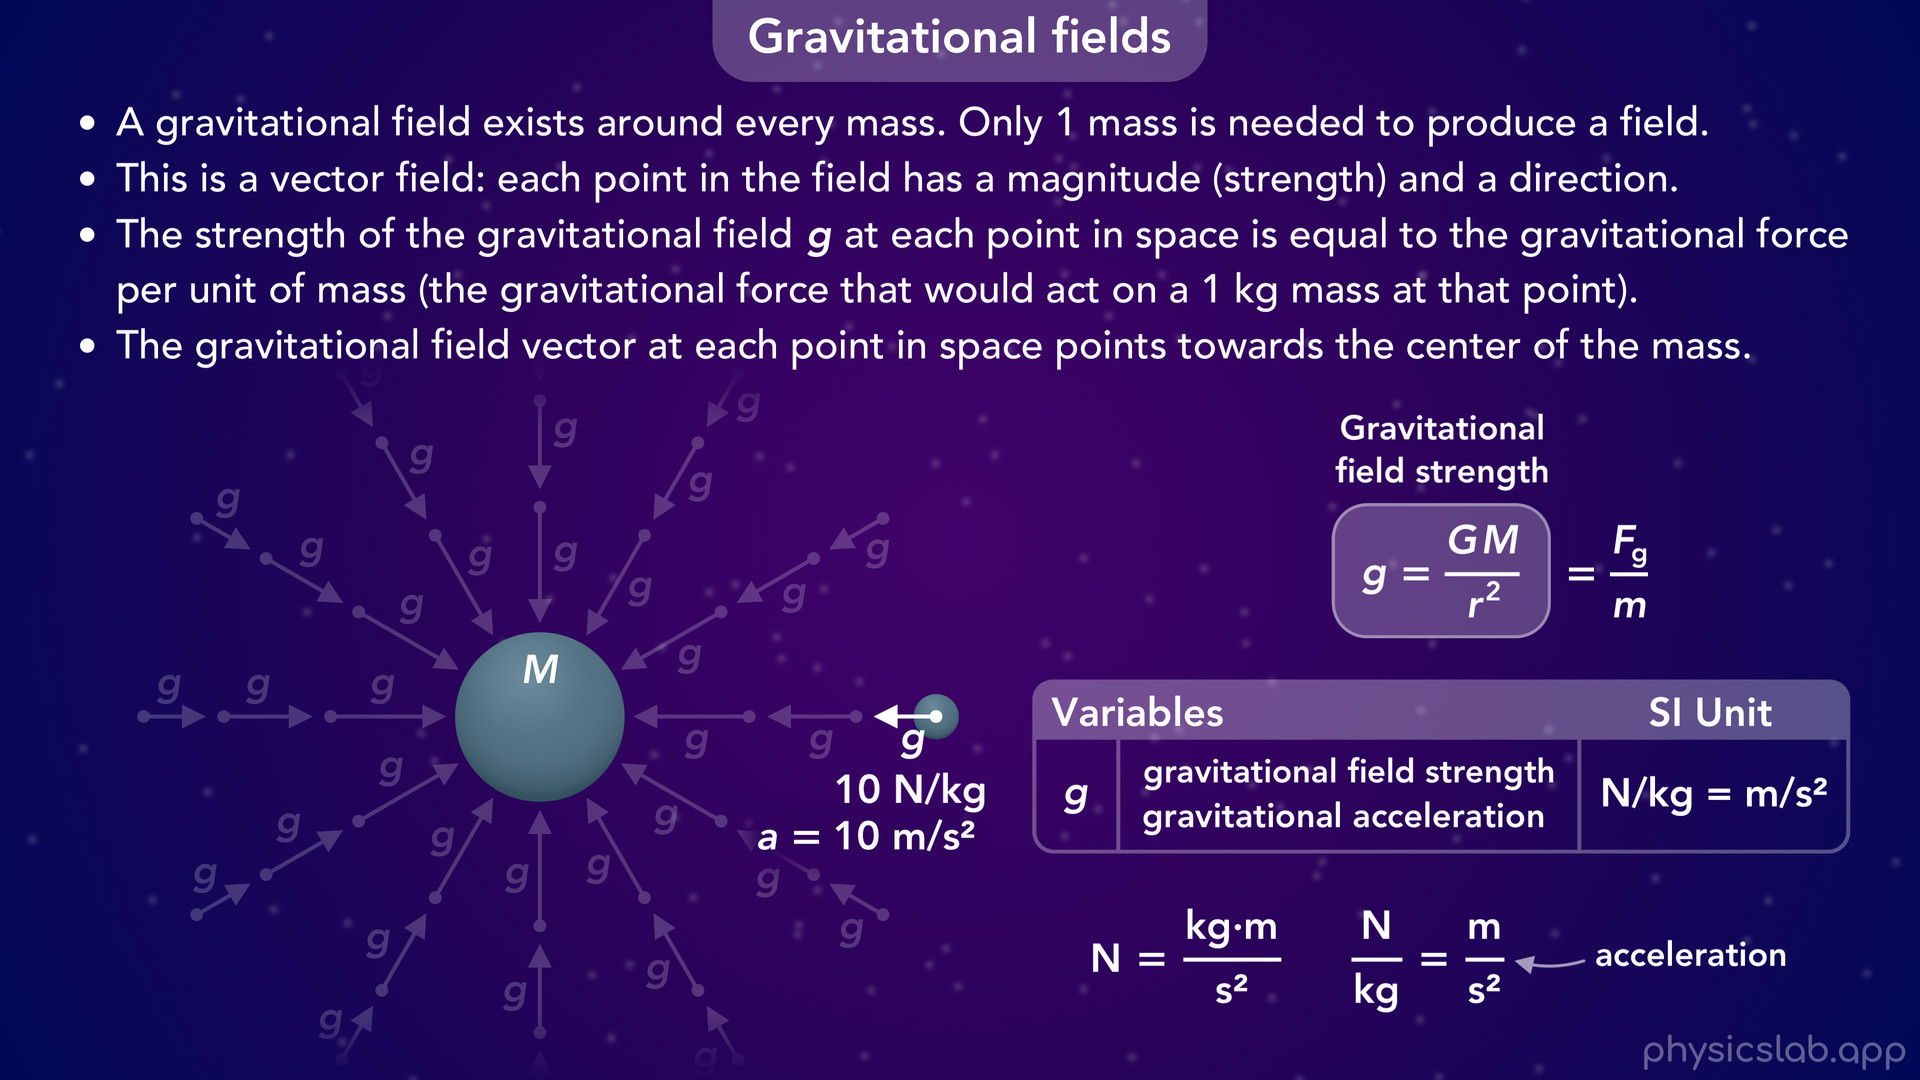 Gravitational fields
• A gravitational field exists around every mass. Only 1 mass is needed to produce a field.
• This is a vector field: each point in the field has a magnitude (strength) and a direction.
• The strength of the gravitational field g at each point in space is equal to the gravitational force
per unit of mass (the gravitational force that would act on a 1 kg mass at that point).
• The gravitational field vector at each point in space points towards the center of the mass.
g g
g g g g
g g
g g g g
g g
g g
M
g g g
g g g
10 N/kg
a = 10 m/s²
g g
g g g
g g g
g g
g g
g g
Gravitational
field strength
g = GM/r² = Fg/m
Variables SI Unit
g gravitational field strength N/kg = m/s²
gravitational acceleration
N = kg·m/s² N/kg = m/s² acceleration
physicslab.app